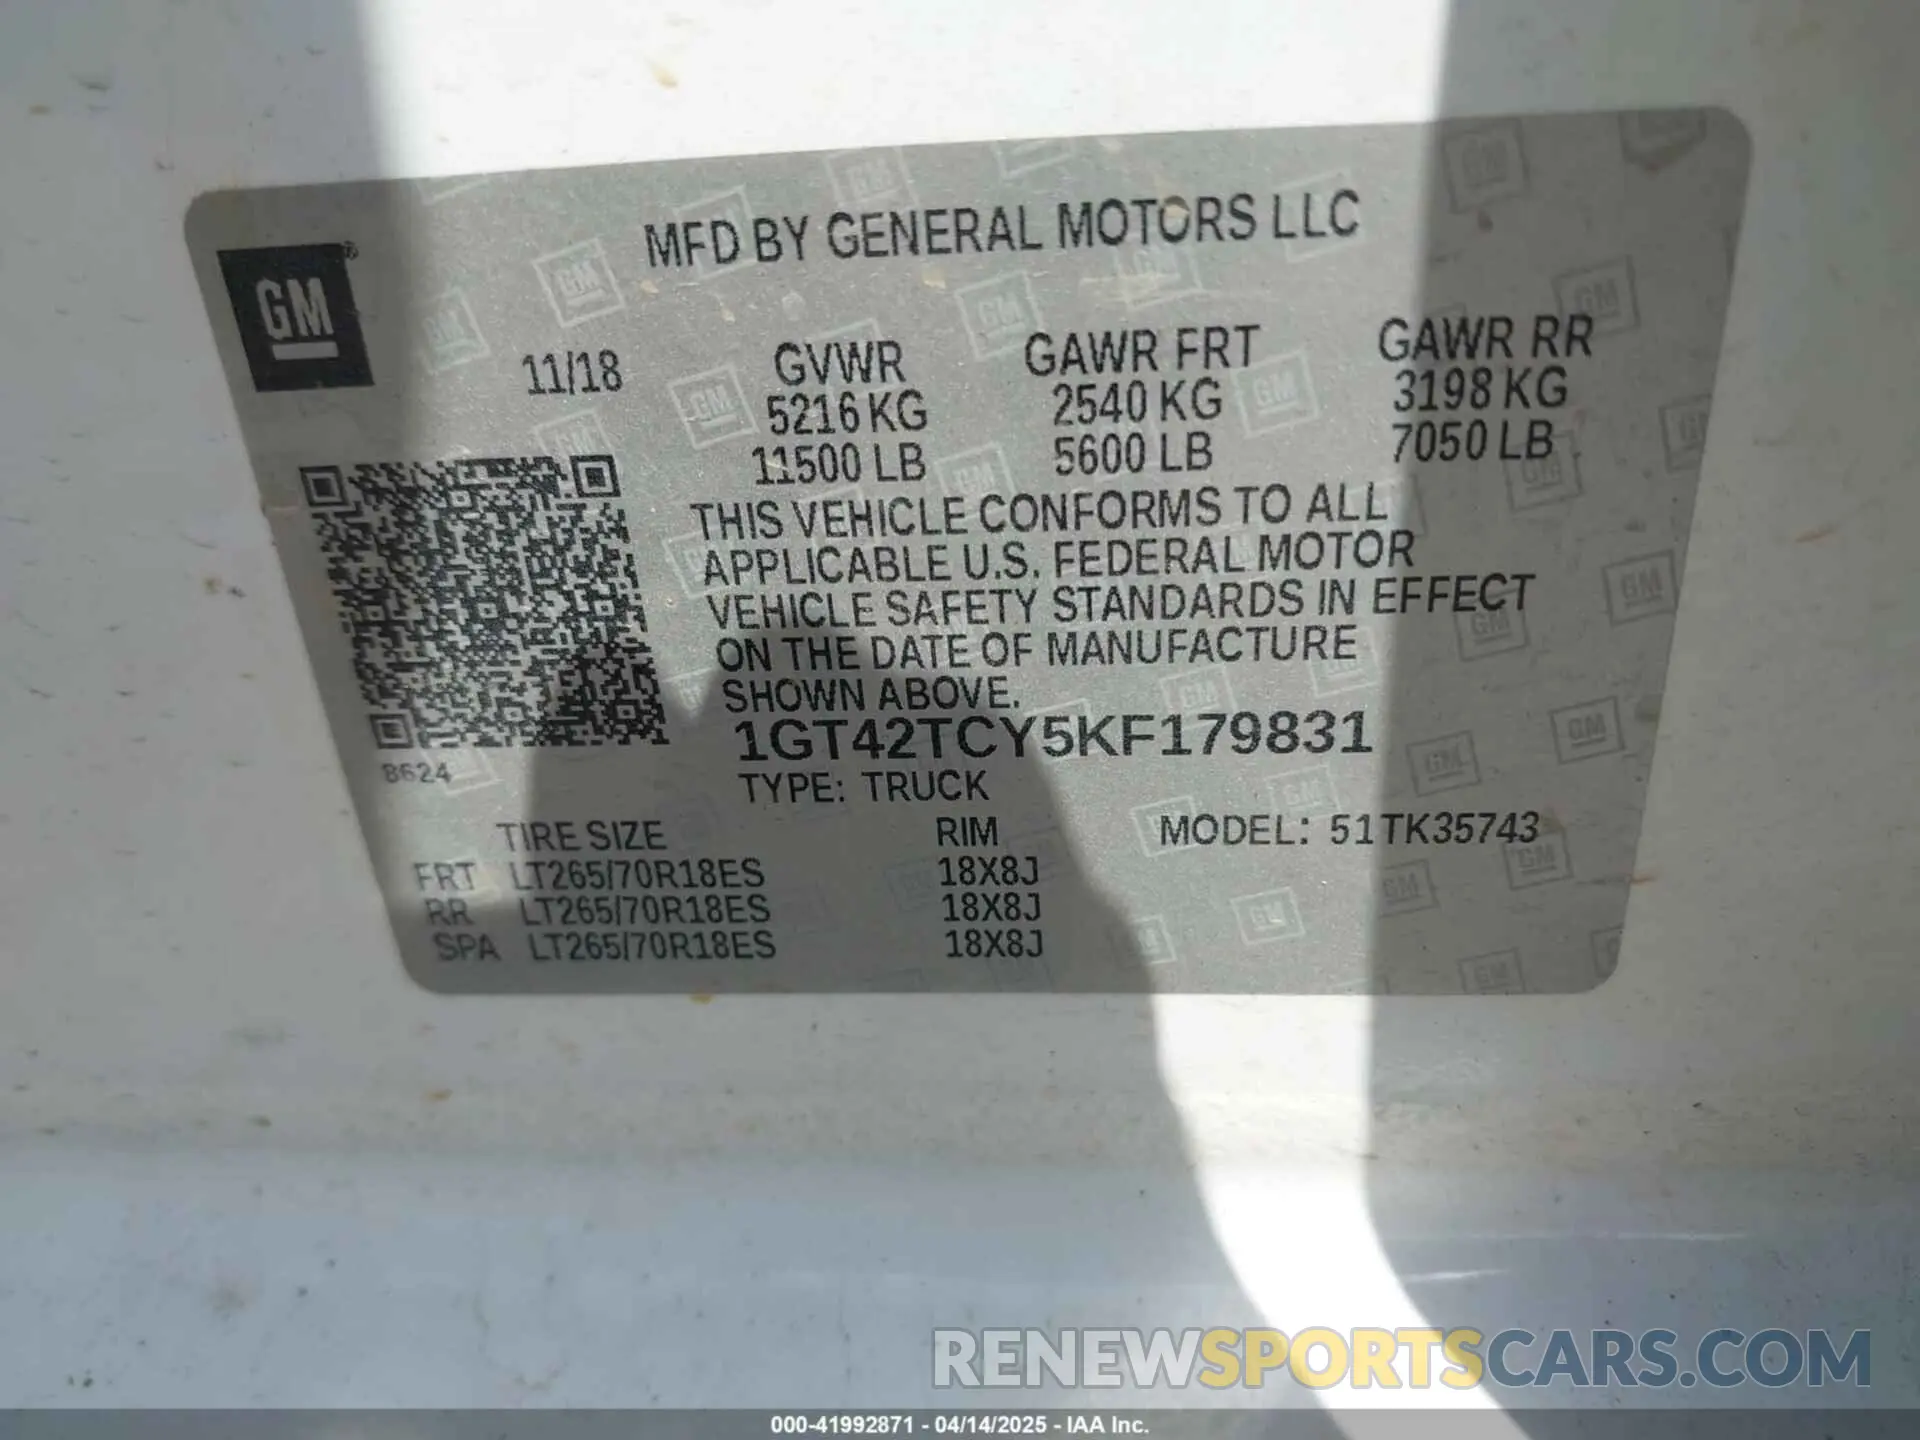 MFD BY GENERAL MOTORS LLC
GM®
11/18 GVWR GAWR FRT GAWR RR
5216 KG 2540 KG 3198 KG
11500 LB 5600 LB 7050 LB
THIS VEHICLE CONFORMS TO ALL
APPLICABLE U.S. FEDERAL MOTOR
VEHICLE SAFETY STANDARDS IN EFFECT
ON THE DATE OF MANUFACTURE
SHOWN ABOVE.
1GT42TCY5KF179831
8624
TYPE: TRUCK
TIRE SIZE RIM MODEL: 51TK35743
FRT LT265/70R18ES 18X8J
RR LT265/70R18ES 18X8J
SPA LT265/70R18ES 18X8J
RENEWSPORTSCARS.COM
000-41992871 - 04/14/2025 - IAA Inc.